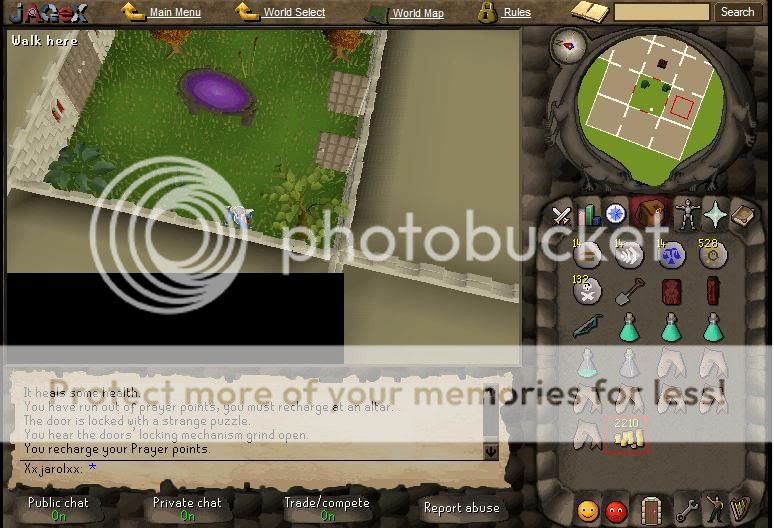 JAGEX Main Menu World Select World Map Rules Search
Walk here
14 14 14 528
132
photobucket
Protect more of your memories for less!
2210
It heals some health.
You have run out of prayer points, you must recharge at an altar.
The door is locked with a strange puzzle.
You hear the doors' locking mechanism grind open.
You recharge your Prayer points.
Xxjarolxx: *
Public chat Private chat Trade/compete Report abuse
On On On